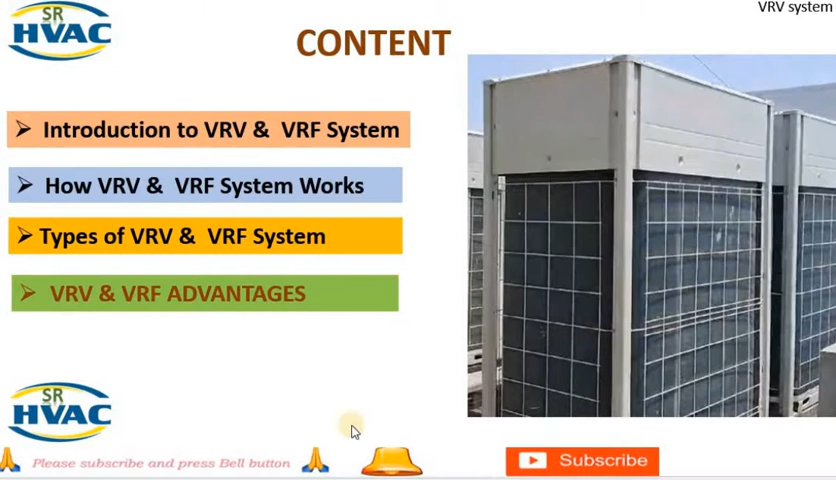 SR
HVAC
VRV system
CONTENT
➢ Introduction to VRV & VRF System
➢ How VRV & VRF System Works
➢ Types of VRV & VRF System
➢ VRV & VRF ADVANTAGES
SR
HVAC
Please subscribe and press Bell button
Subscribe